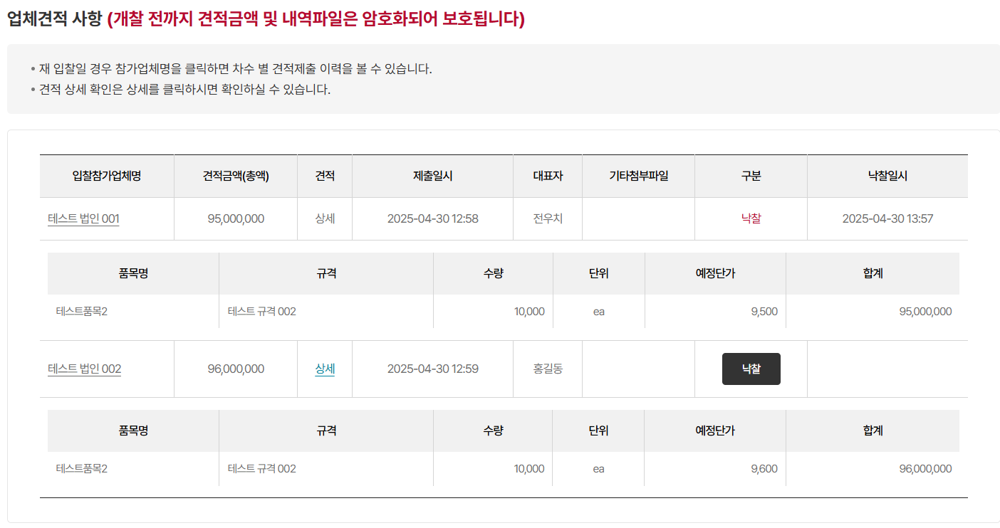 업체견적 사항 (개찰 전까지 견적금액 및 내역파일은 암호화되어 보호됩니다)
• 재 입찰일 경우 참가업체명을 클릭하면 차수 별 견적제출 이력을 볼 수 있습니다.
• 견적 상세 확인은 상세를 클릭하시면 확인하실 수 있습니다.
입찰참가업체명 견적금액(총액) 견적 제출일시 대표자 기타첨부파일 구분 낙찰일시
테스트 법인 001 95,000,000 상세 2025-04-30 12:58 전우치 낙찰 2025-04-30 13:57
품목명 규격 수량 단위 예정단가 합계
테스트품목2 테스트 규격 002 10,000 ea 9,500 95,000,000
테스트 법인 002 96,000,000 상세 2025-04-30 12:59 홍길동 낙찰
품목명 규격 수량 단위 예정단가 합계
테스트품목2 테스트 규격 002 10,000 ea 9,600 96,000,000